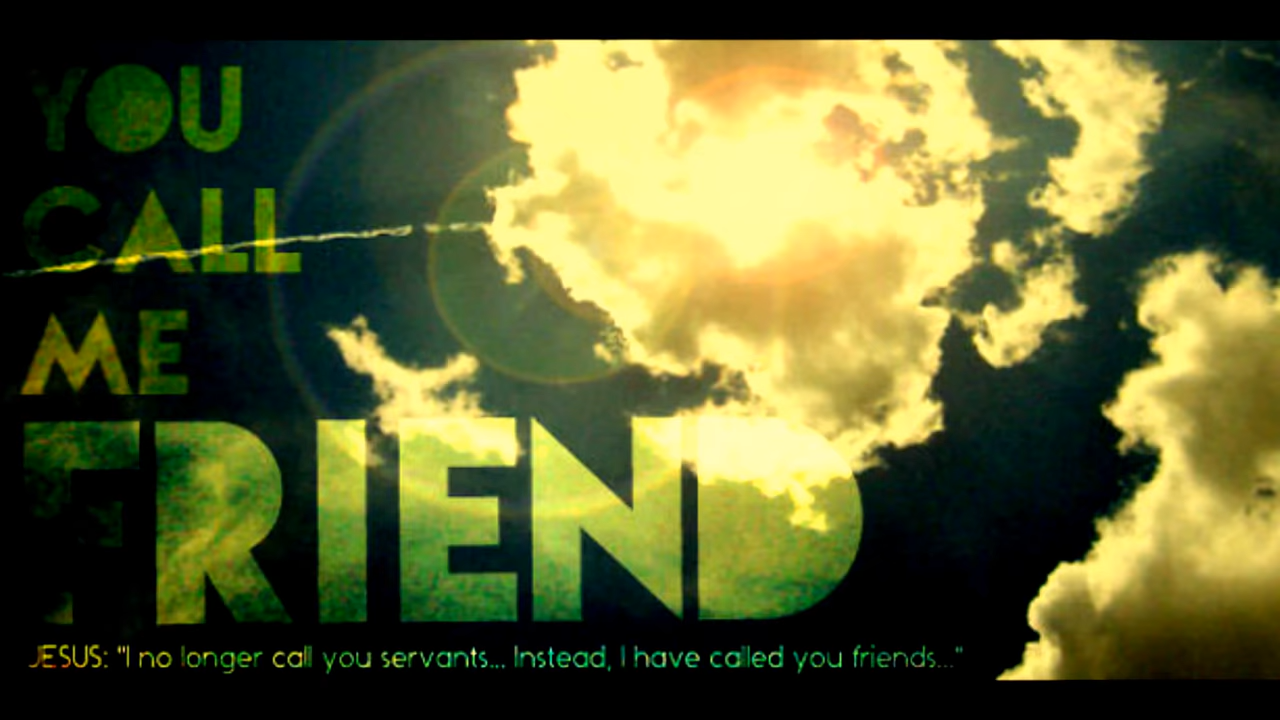 YOU
CALL
ME
FRIEND
JESUS: "I no longer call you servants... Instead, I have called you friends..."